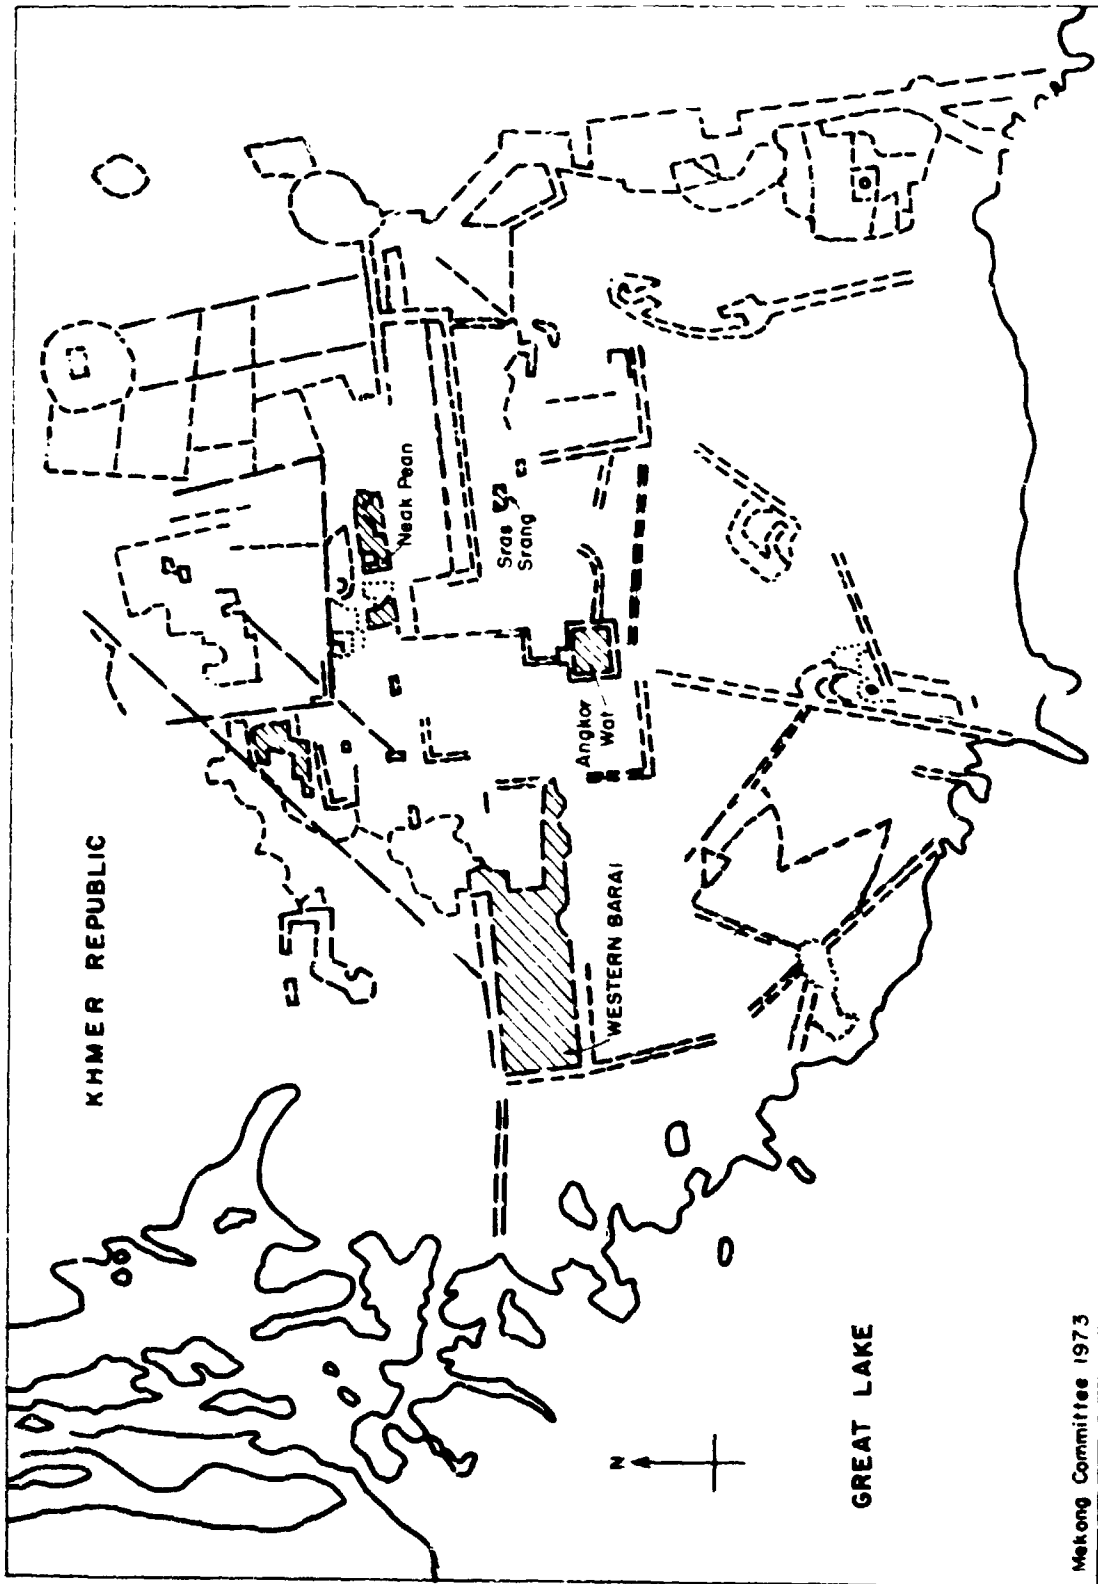 KHMER REPUBLIC
Neak Pean
Sras
Srang
Angkor
Wat
WESTERN BARAI
N
GREAT LAKE
Mekong Committee 1973